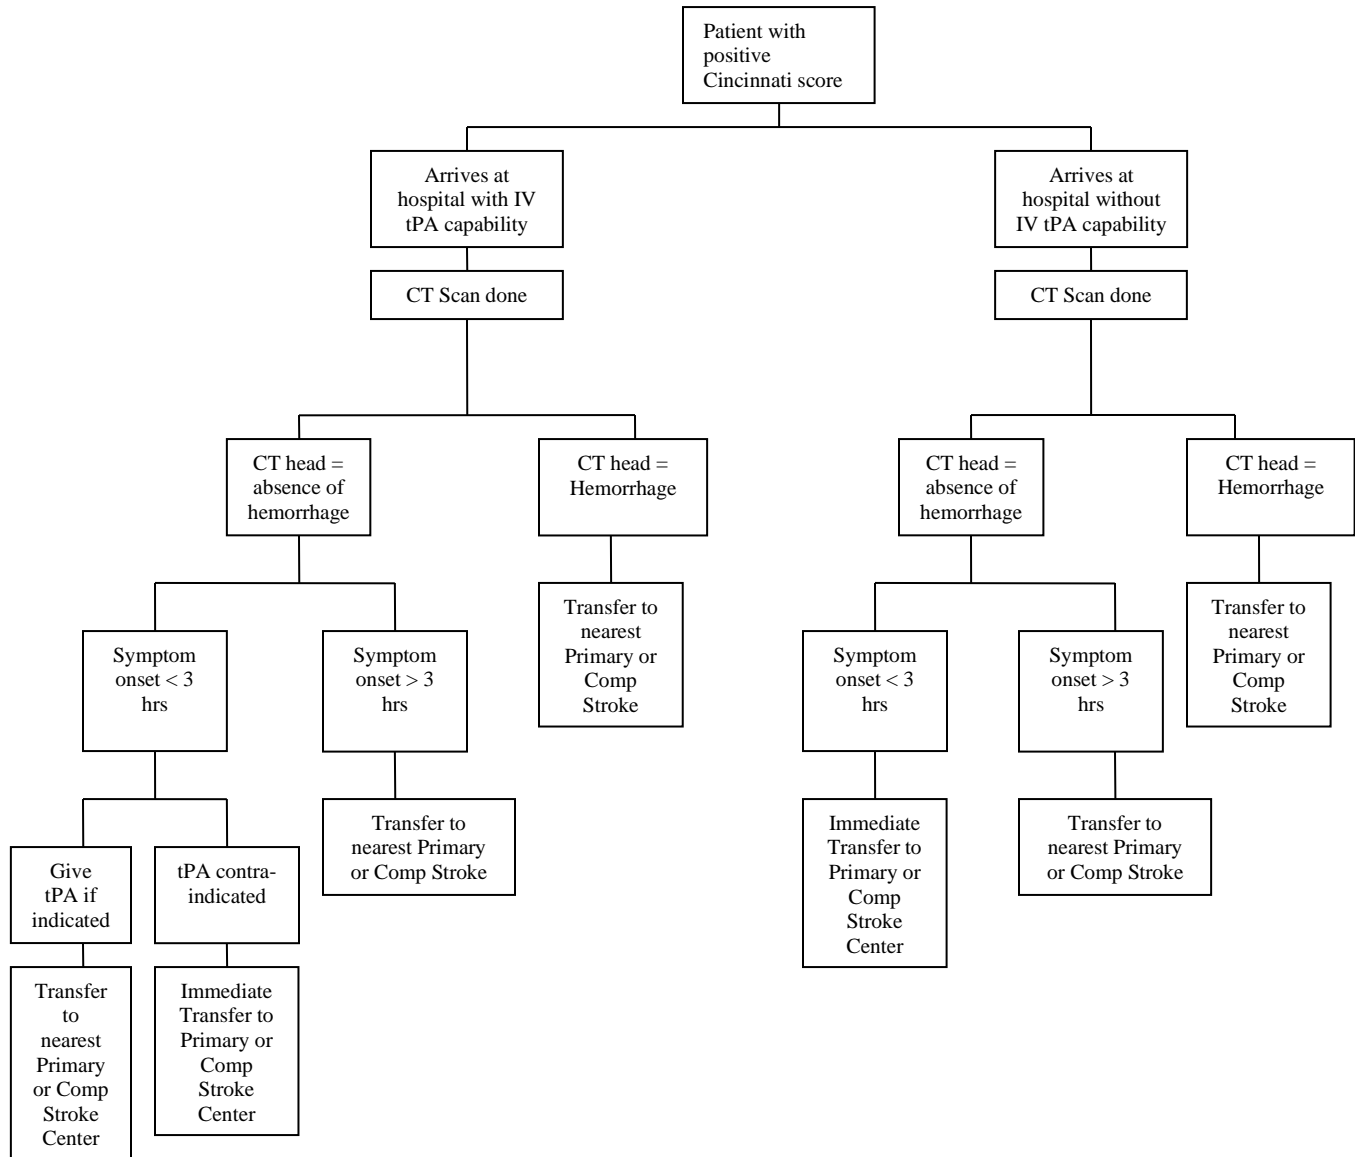 Patient with
positive
Cincinnati score
Arrives at
hospital with IV
tPA capability
Arrives at
hospital without
IV tPA capability
CT Scan done
CT Scan done
CT head =
absence of
hemorrhage
CT head =
Hemorrhage
CT head =
absence of
hemorrhage
CT head =
Hemorrhage
Transfer to
nearest
Primary or
Comp
Stroke
Transfer to
nearest
Primary or
Comp
Stroke
Symptom
onset < 3
hrs
Symptom
onset > 3
hrs
Symptom
onset < 3
hrs
Symptom
onset > 3
hrs
Transfer to
nearest Primary
or Comp Stroke
Immediate
Transfer to
Primary or
Comp
Stroke
Center
Transfer to
nearest Primary
or Comp Stroke
Give
tPA if
indicated
tPA contra-
indicated
Transfer
to
nearest
Primary
or Comp
Stroke
Center
Immediate
Transfer to
Primary or
Comp
Stroke
Center